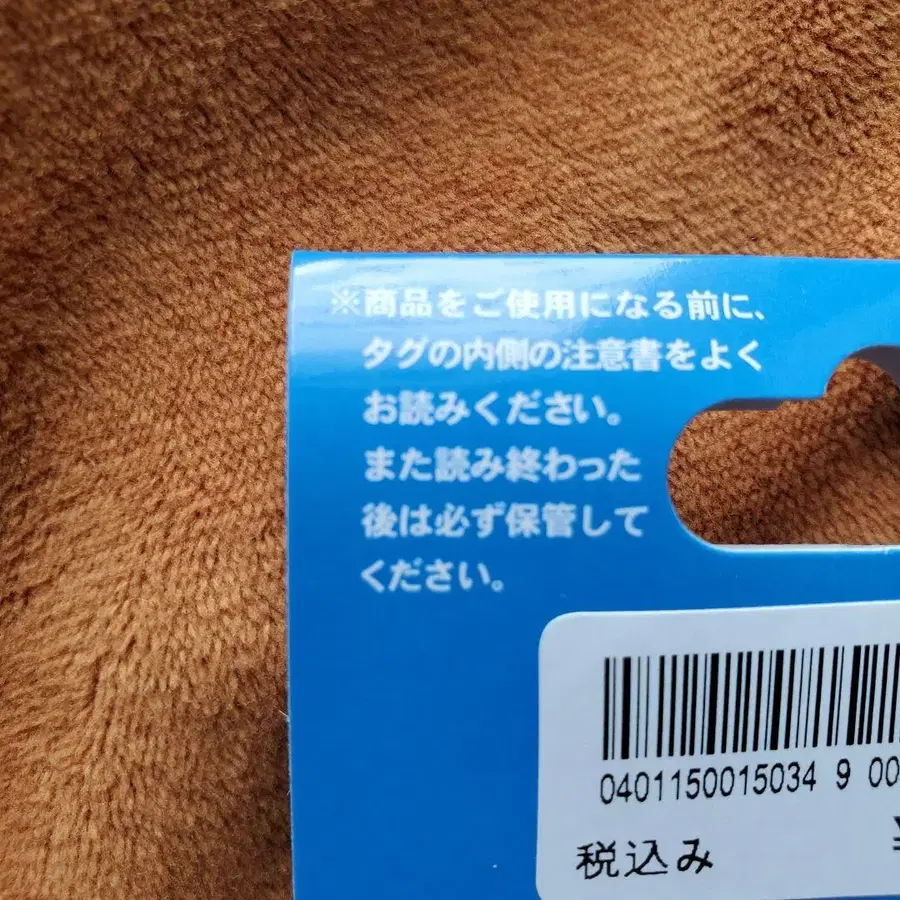 ※商品をご使用になる前に、
タグの内側の注意書をよく
お読みください。
また読み終わった
後は必ず保管して
ください。
0401150015034 9 00
税込み
¥